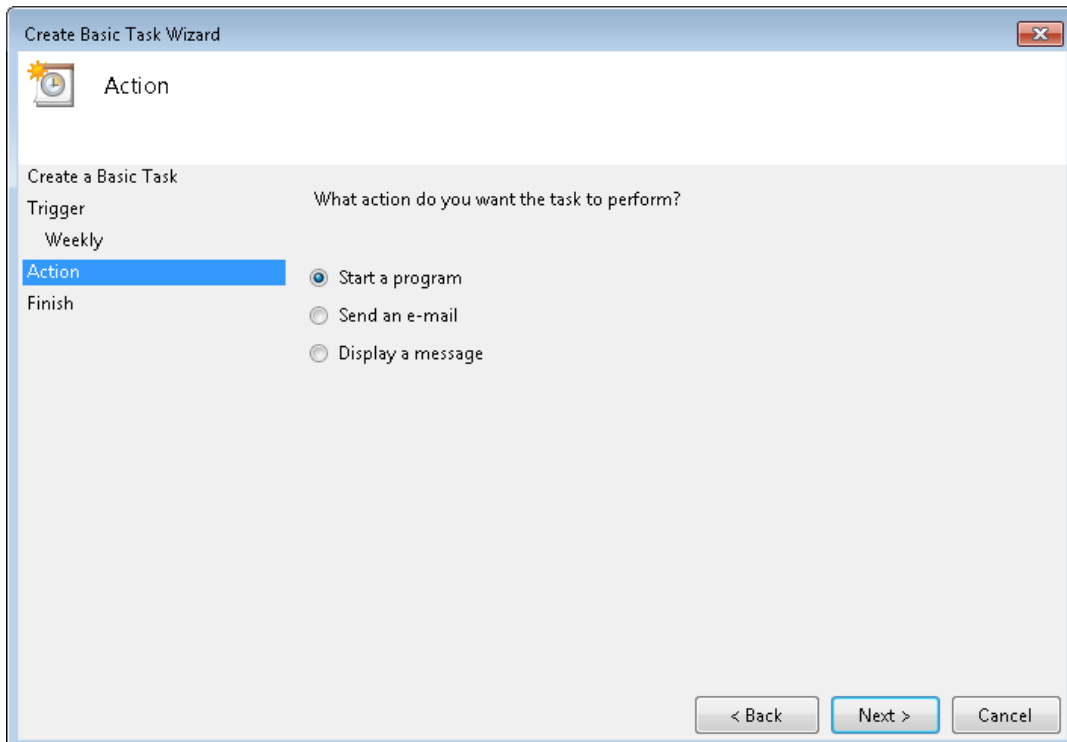 Create Basic Task Wizard
Action
Create a Basic Task
Trigger
Weekly
Action
Finish
What action do you want the task to perform?
Start a program
Send an e-mail
Display a message
< Back
Next >
Cancel